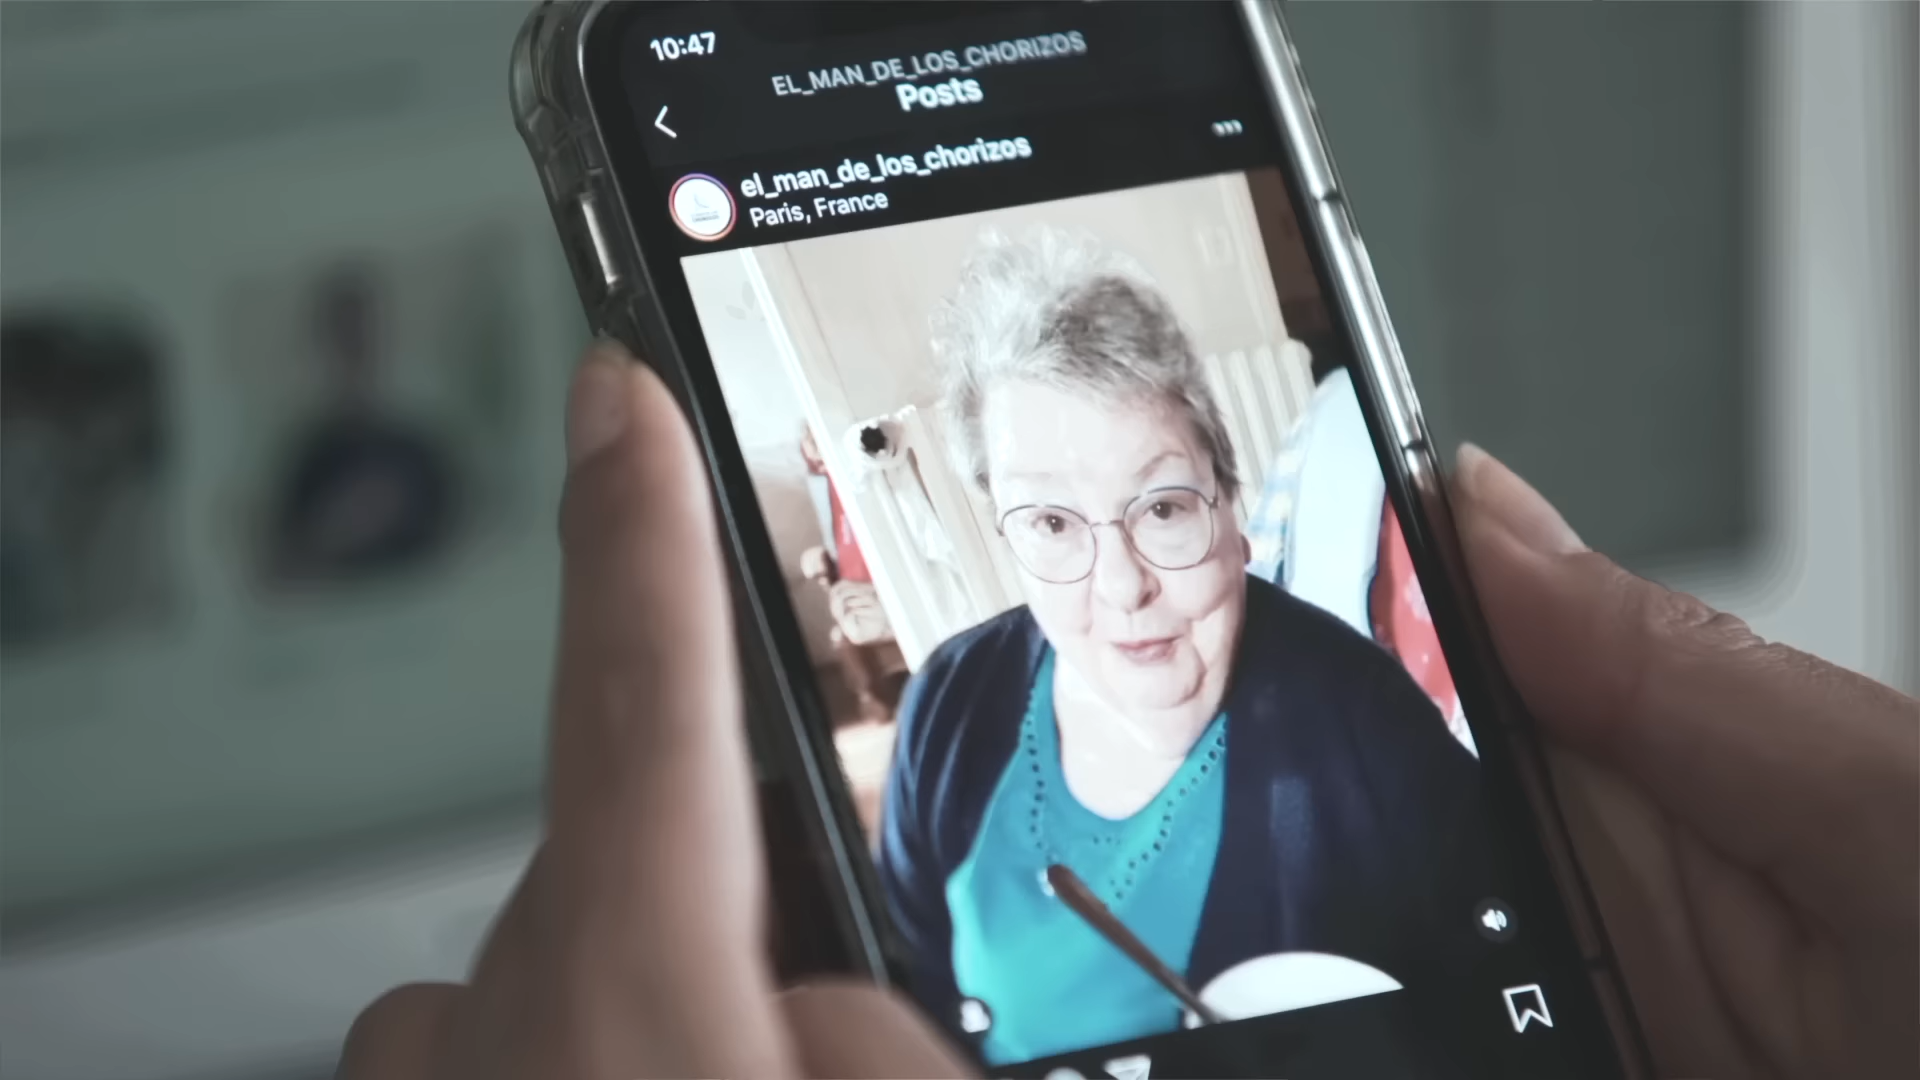 10:47
EL_MAN_DE_LOS_CHORIZOS
Posts
el_man_de_los_chorizos
Paris, France